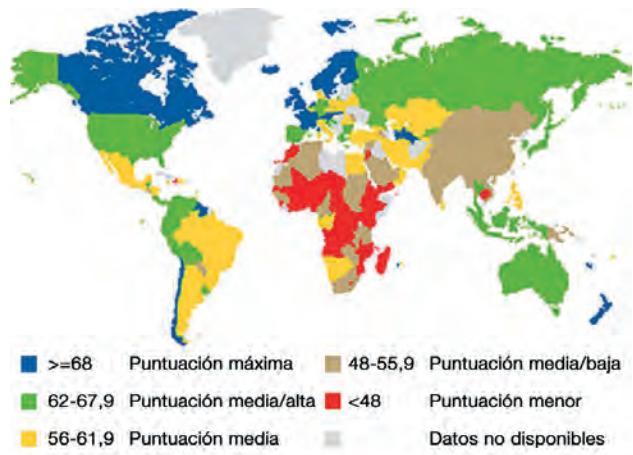 >=68 Puntuación máxima
62-67,9 Puntuación media/alta
56-61,9 Puntuación media
48-55,9 Puntuación media/baja
<48 Puntuación menor
Datos no disponibles